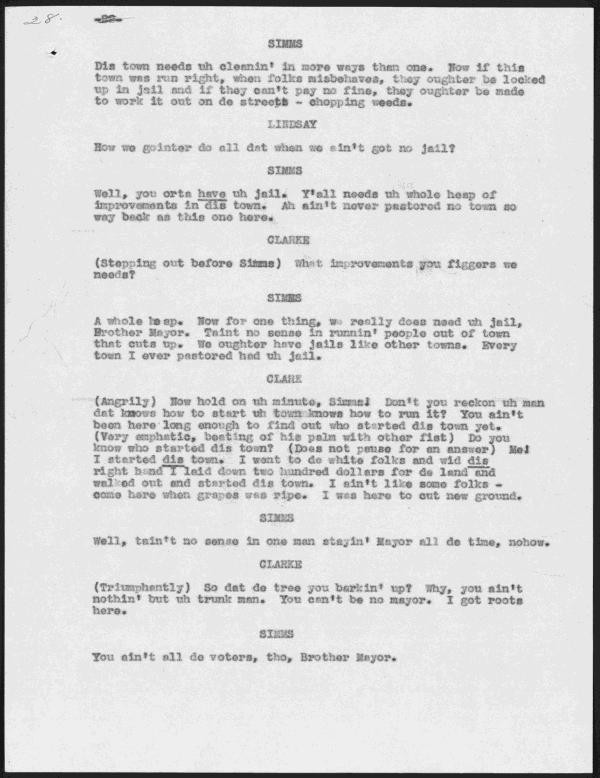 28.
SIMMS
Dis town needs uh cleanin' in more ways than one. Now if this
town was run right, when folks misbehaves, they oughter be locked
up in jail and if they can't pay no fine, they oughter be made
to work it out on de streets - chopping weeds.
LINDSAY
How we gointer do all dat when we ain't got no jail?
SIMMS
Well, you orta have uh jail. Y'all needs uh whole heap of
improvements in dis town. Ah ain't never pastored no town so
way back as this one here.
CLARKE
(Stepping out before Simms) What improvements you figgers we
needs?
SIMMS
A whole heap. Now for one thing, we really does need uh jail,
Brother Mayor. Taint no sense in runnin' people out of town
that cuts up. We oughter have jails like other towns. Every
town I ever pastored had uh jail.
CLARE
(Angrily) Now hold on uh minute, Simms! Don't you reckon uh man
dat knows how to start uh town knows how to run it? You ain't
been here long enough to find out who started dis town yet.
(Very emphatic, beating of his palm with other fist) Do you
know who started dis town? (Does not pause for an answer) Me!
I started dis town. I went to de white folks and wid dis
right hand I laid down two hundred dollars for de land and
walked out and started dis town. I ain't like some folks -
come here when grapes was ripe. I was here to cut new ground.
SIMMS
Well, tain't no sense in one man stayin' Mayor all de time, nohow.
CLARKE
(Triumphantly) So dat de tree you barkin' up? Why, you ain't
nothin' but uh trunk man. You can't be no mayor. I got roots
here.
SIMMS
You ain't all de voters, tho, Brother Mayor.